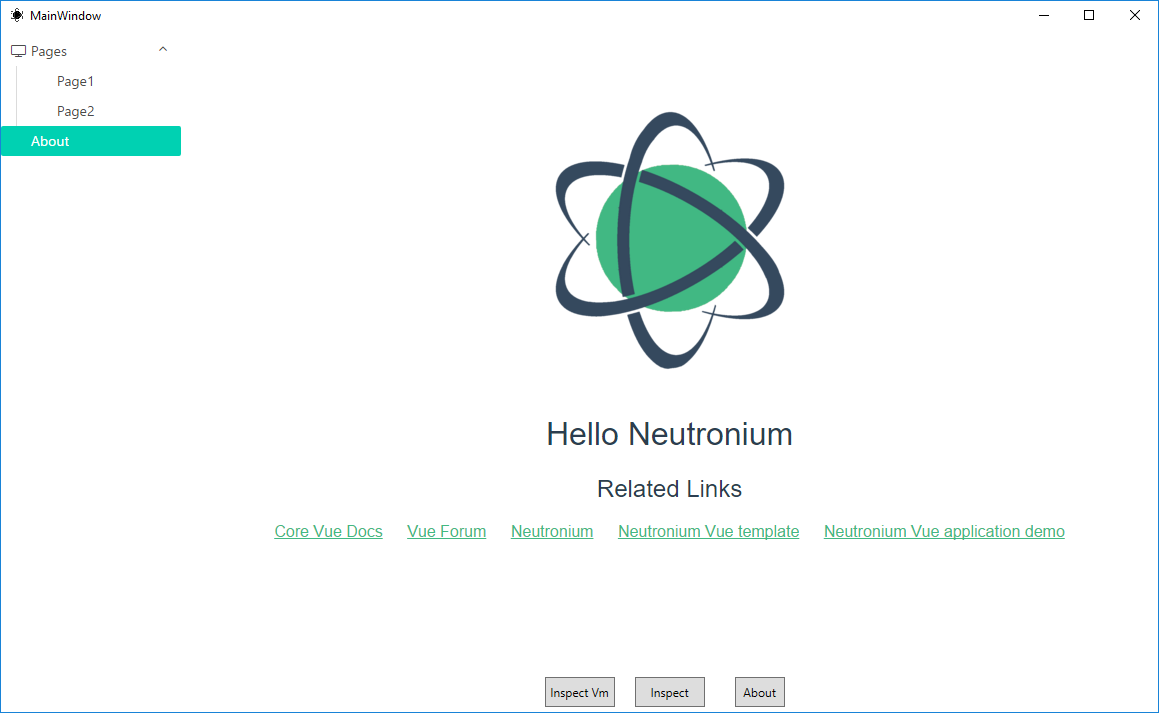 MainWindow
Pages
Page1
Page2
About
Hello Neutronium
Related Links
Core Vue Docs Vue Forum Neutronium Neutronium Vue template Neutronium Vue application demo
Inspect Vm Inspect About